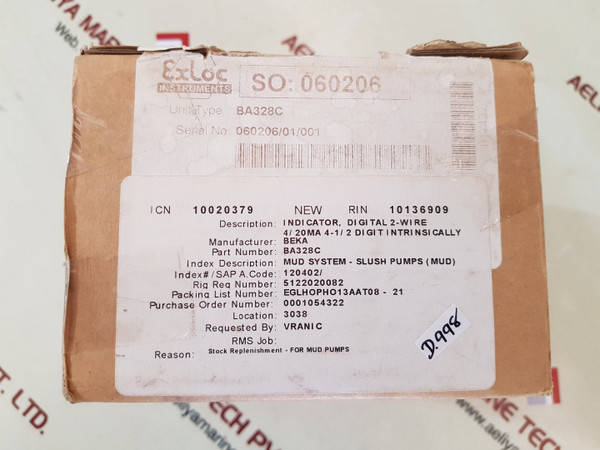 ExLoc
INSTRUMENTS
SO: 060206
Unit Type BA328C
Serial No: 060206/01/001
ICN 10020379 NEW RIN 10136909
Description: INDICATOR, DIGITAL 2-WIRE
4/ 20MA 4-1/ 2 DIGIT INTRINSICALLY
Manufacturer: BEKA
Part Number: BA328C
Index Description: MUD SYSTEM - SLUSH PUMPS (MUD)
Index# / SAP A.Code: 120402/
Rig Req Number: 5122020082
Packing List Number: EGLHOPHO13AAT08 - 21
Purchase Order - Number: 0001054322
Location: 3038
Requested By: VRANIC
RMS Job:
Reason: Stock Replenishment - FOR MUD PUMPS
D.998